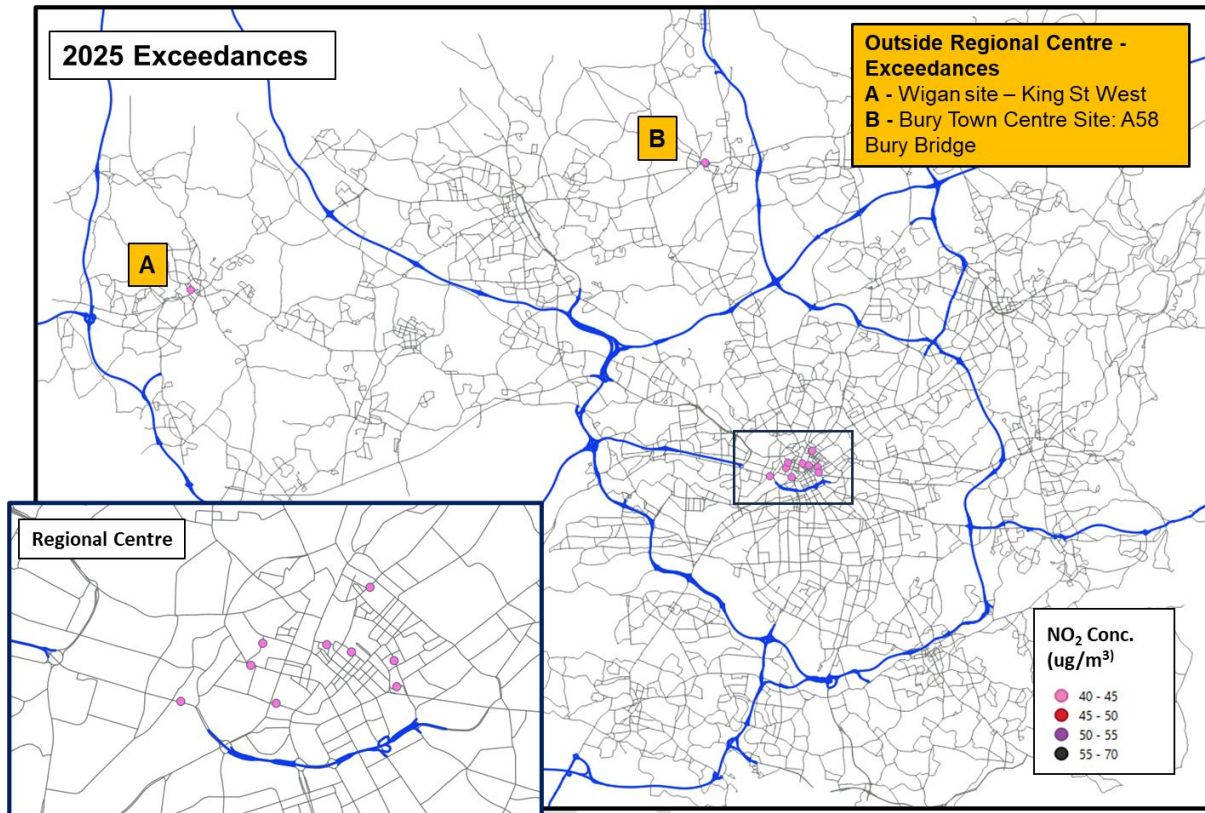 2025 Exceedances
Outside Regional Centre -
Exceedances
A - Wigan site – King St West
B - Bury Town Centre Site: A58
Bury Bridge
B
A
Regional Centre
NO₂ Conc.
(ug/m³)
40 - 45
45 - 50
50 - 55
55 - 70